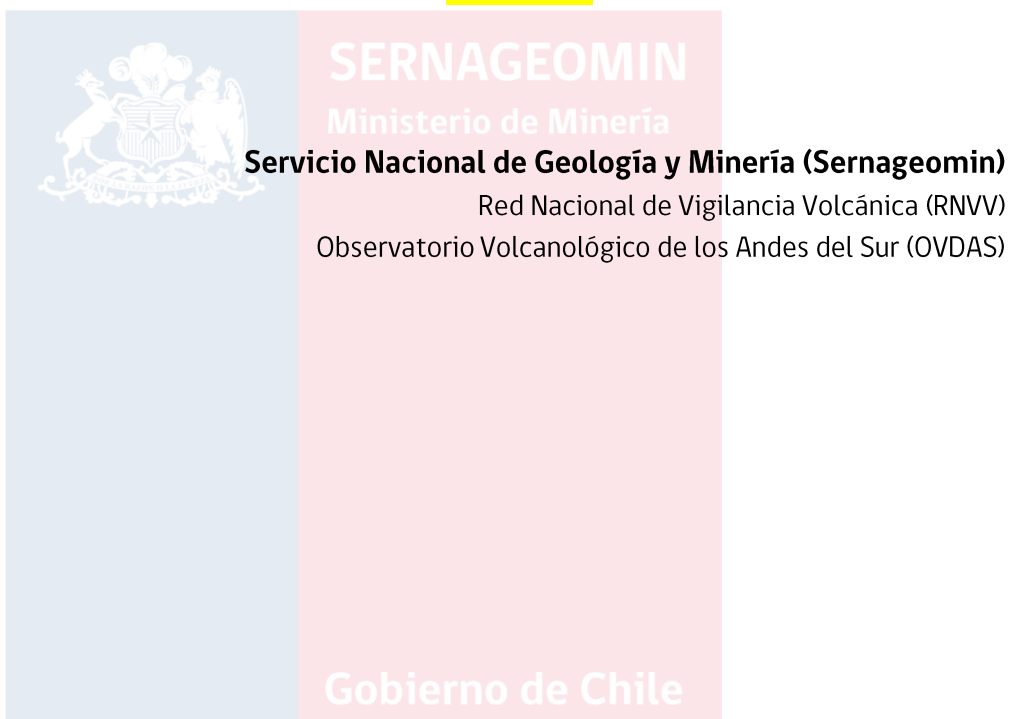 SERNAGEOMIN
Ministerio de Minería
Servicio Nacional de Geología y Minería (Sernageomin)
Red Nacional de Vigilancia Volcánica (RNVV)
Observatorio Volcanológico de los Andes del Sur (OVDAS)
Gobierno de Chile